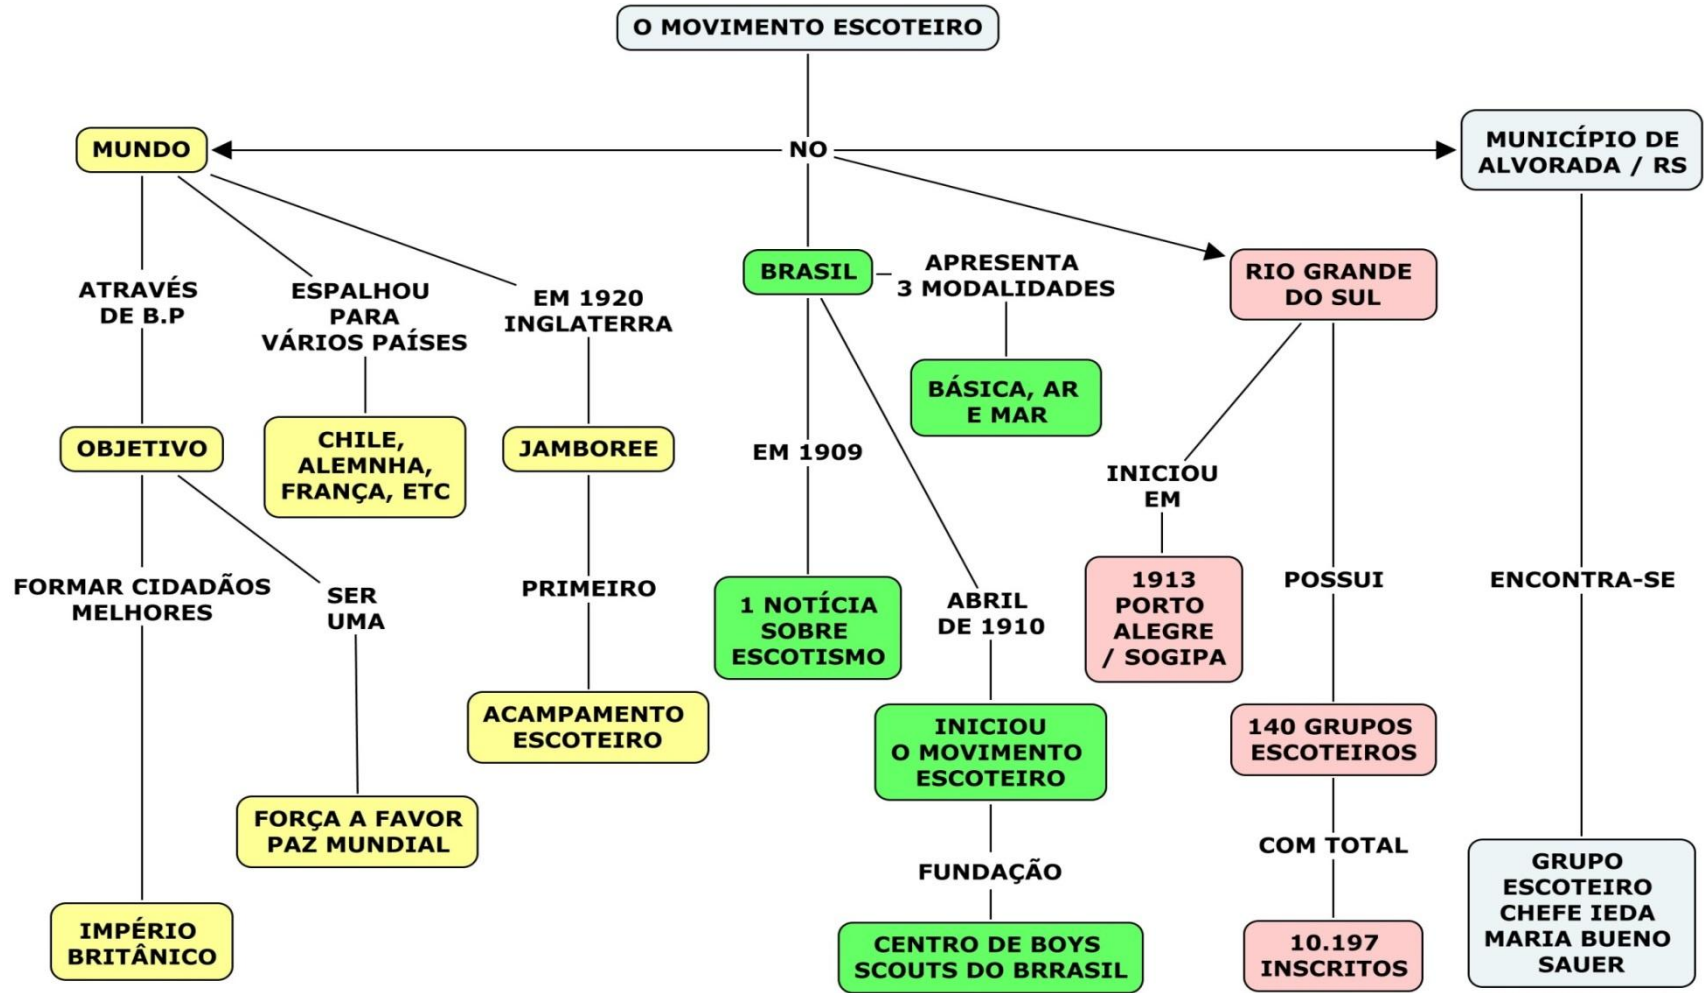 O MOVIMENTO ESCOTEIRO
MUNDO
NO
MUNICÍPIO DE
ALVORADA / RS
ATRAVÉS
DE B.P
ESPALHOU
PARA
VÁRIOS PAÍSES
EM 1920
INGLATERRA
BRASIL
APRESENTA
3 MODALIDADES
RIO GRANDE
DO SUL
BÁSICA, AR
E MAR
OBJETIVO
CHILE,
ALEMNHA,
FRANÇA, ETC
JAMBOREE
EM 1909
INICIOU
EM
FORMAR CIDADÃOS
MELHORES
SER
UMA
PRIMEIRO
1 NOTÍCIA
SOBRE
ESCOTISMO
ABRIL
DE 1910
1913
PORTO
ALEGRE
/ SOGIPA
POSSUI
ENCONTRA-SE
ACAMPAMENTO
ESCOTEIRO
INICIOU
O MOVIMENTO
ESCOTEIRO
140 GRUPOS
ESCOTEIROS
FORÇA A FAVOR
PAZ MUNDIAL
FUNDAÇÃO
COM TOTAL
GRUPO
ESCOTEIRO
CHEFE IEDA
MARIA BUENO
SAUER
IMPÉRIO
BRITÂNICO
CENTRO DE BOYS
SCOUTS DO BRRASIL
10.197
INSCRITOS